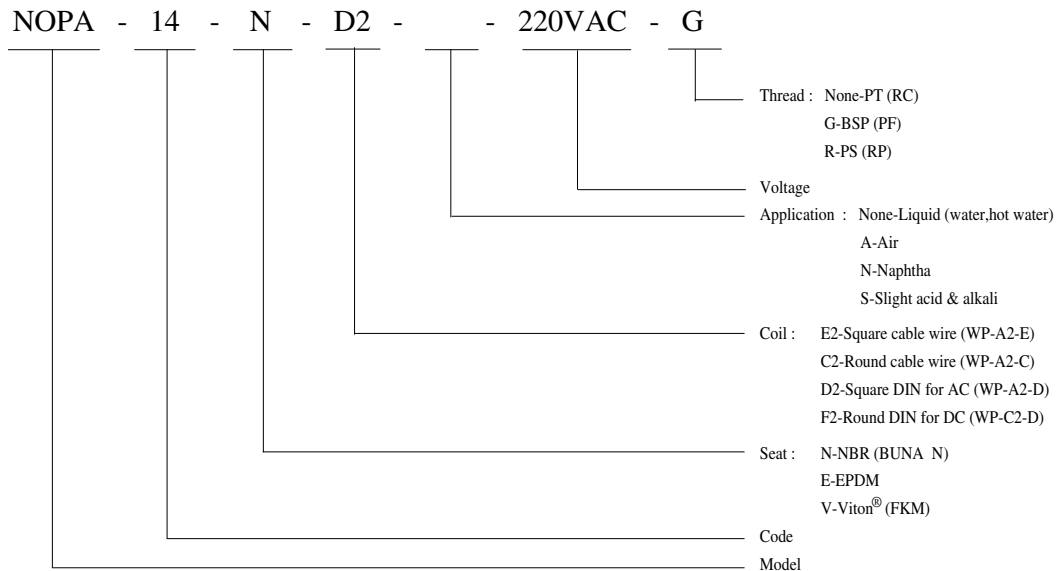 NOPA - 14 - N - D2 - - 220VAC - G
Thread : None-PT (RC)
G-BSP (PF)
R-PS (RP)
Voltage
Application : None-Liquid (water,hot water)
A-Air
N-Naphtha
S-Slight acid & alkali
Coil : E2-Square cable wire (WP-A2-E)
C2-Round cable wire (WP-A2-C)
D2-Square DIN for AC (WP-A2-D)
F2-Round DIN for DC (WP-C2-D)
Seat : N-NBR (BUNA N)
E-EPDM
V-Viton® (FKM)
Code
Model